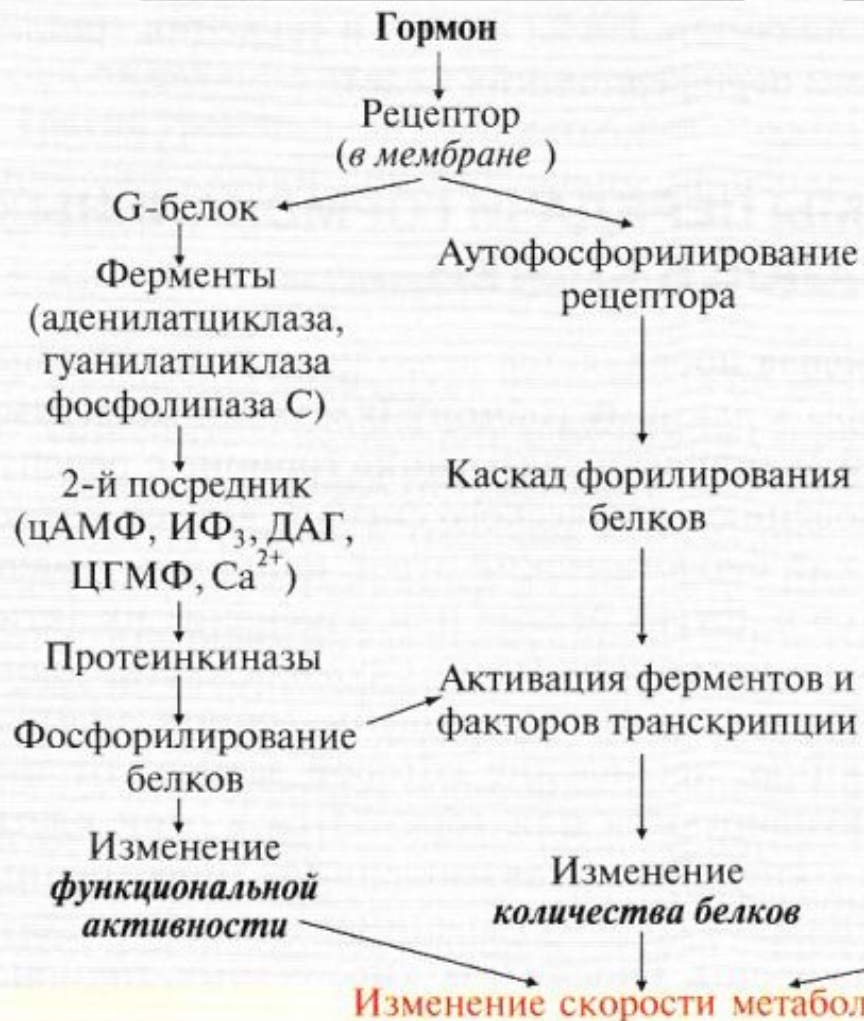 Гормон
Рецептор
(в мембране )
G-белок
Ферменты
(аденилатциклаза,
гуанилатциклаза
фосфолипаза С)
2-й посредник
(цАМФ, ИФ₃, ДАГ,
ЦГМФ, Са²⁺)
Протеинкиназы
Фосфорилирование
белков
Изменение
функциональной
активности
Аутофосфорилирование
рецептора
Каскад форилирования
белков
Активация ферментов и
факторов транскрипции
Изменение
количества белков
Изменение скорости метабол